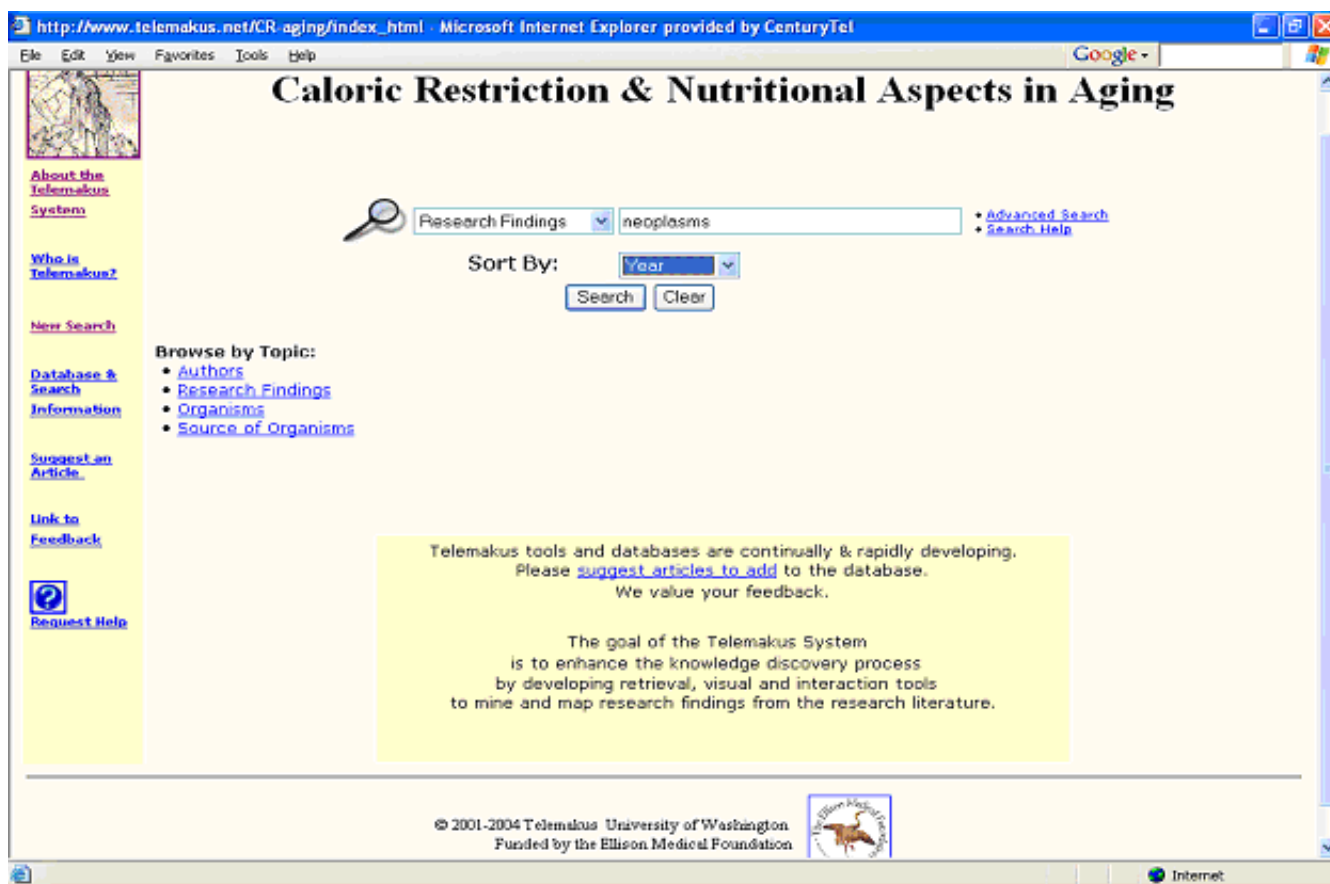 http://www.telemakus.net/CR-aging/index_html - Microsoft Internet Explorer provided by CenturyTel
File Edit View Favorites Tools Help
Google
Caloric Restriction & Nutritional Aspects in Aging
About the
Telemakus
System
Who is
Telemakus?
New Search
Database &
Search
Information
Suggest an
Article
Link to
Feedback
Request Help
Research Findings neoplasms
• Advanced Search
• Search Help
Sort By: Year
Search Clear
Browse by Topic:
• Authors
• Research Findings
• Organisms
• Source of Organisms
Telemakus tools and databases are continually & rapidly developing.
Please suggest articles to add to the database.
We value your feedback.
The goal of the Telemakus System
is to enhance the knowledge discovery process
by developing retrieval, visual and interaction tools
to mine and map research findings from the research literature.
© 2001-2004 Telemakus University of Washington
Funded by the Ellison Medical Foundation
The Ellison Medical Foundation
Internet